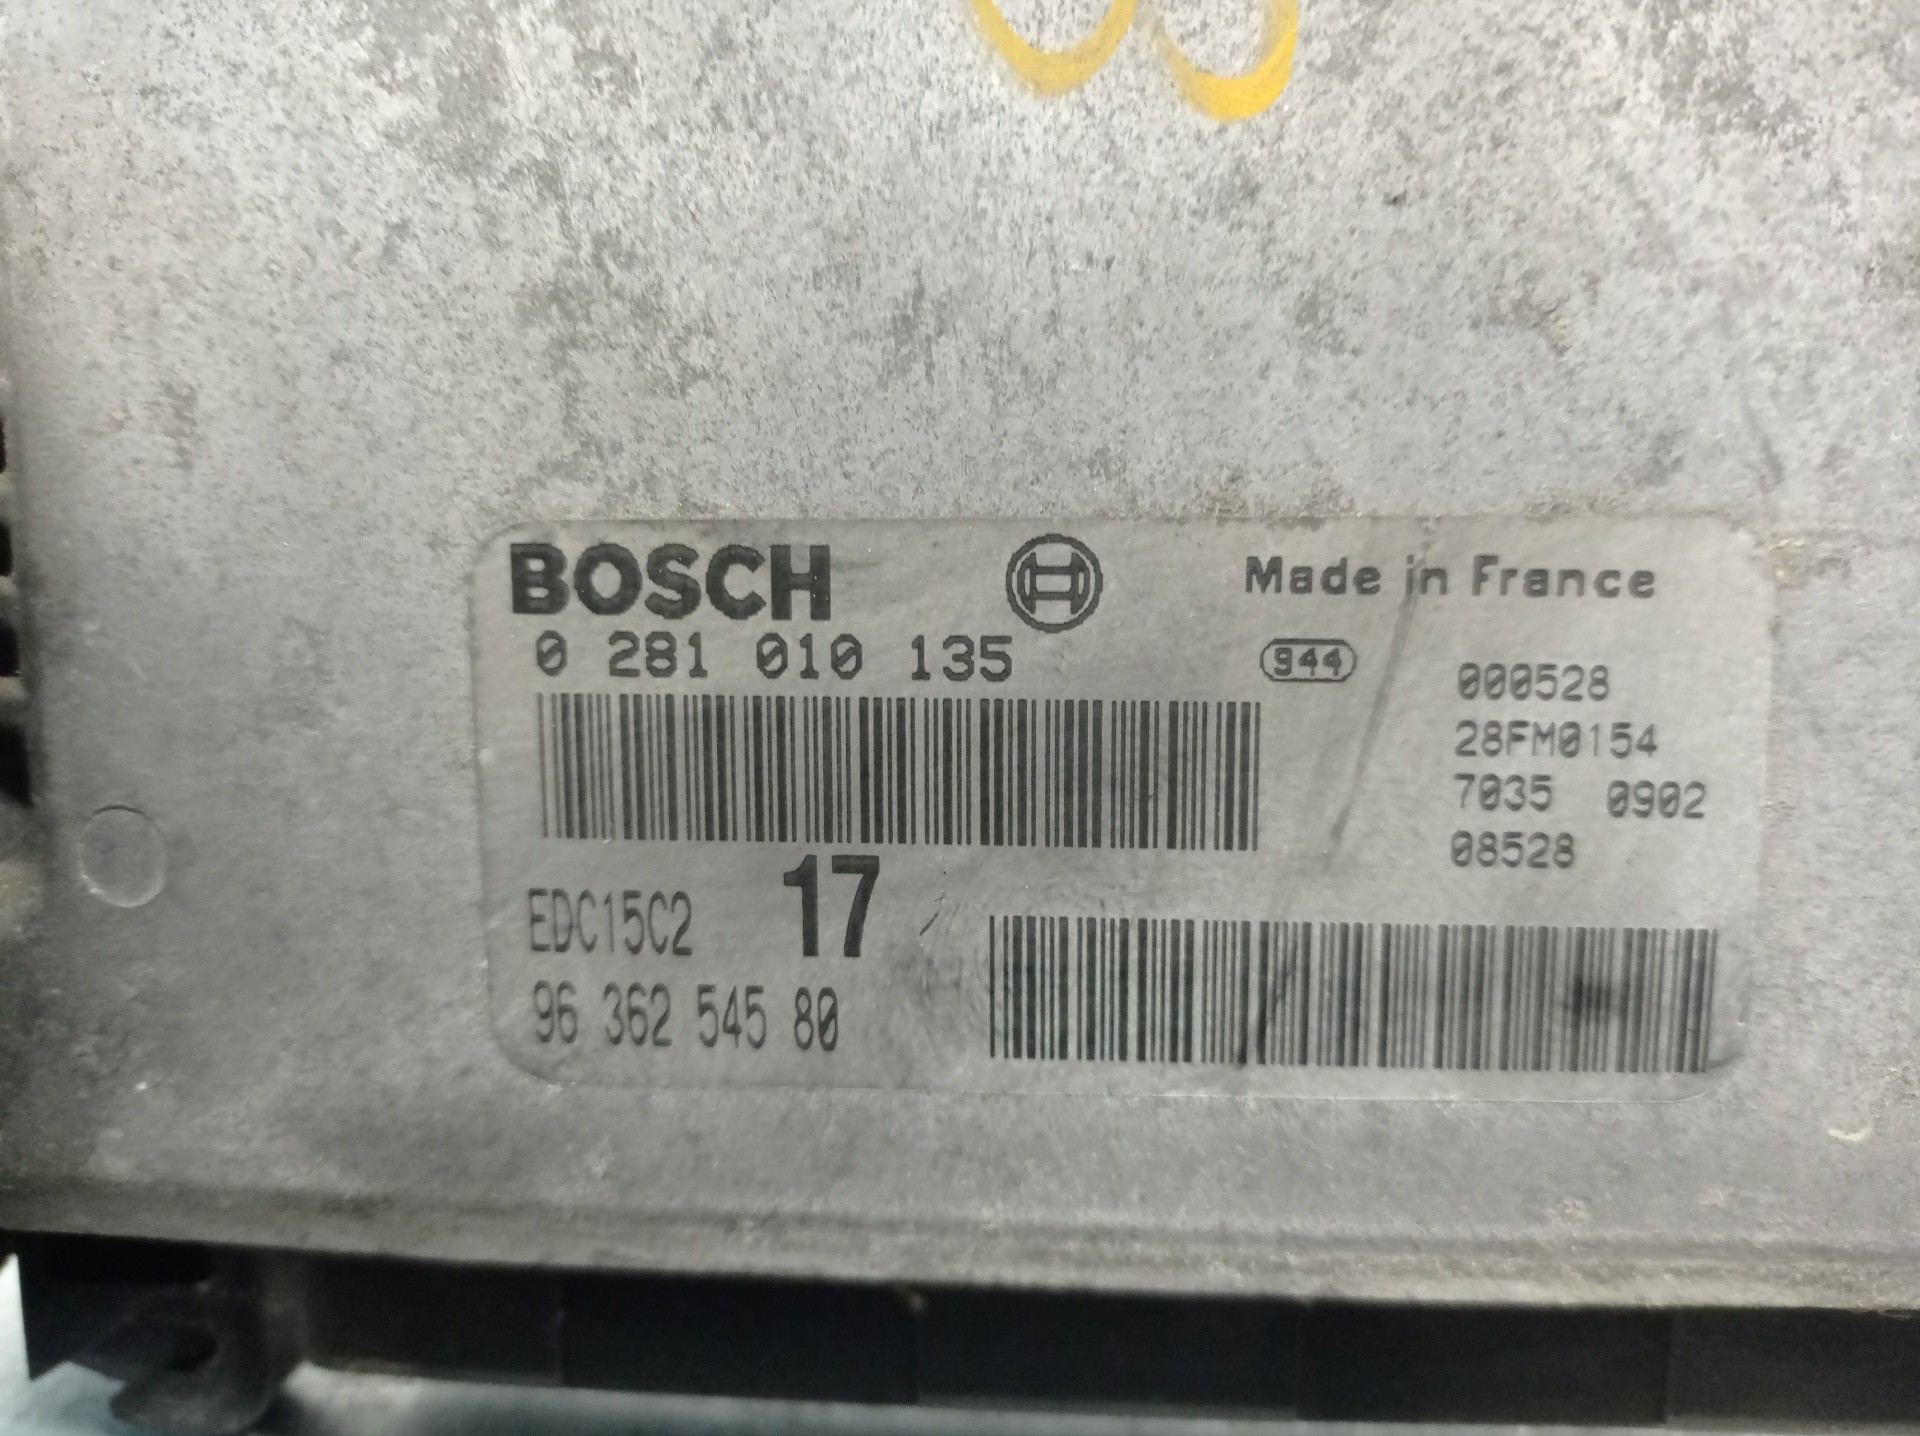 BOSCH
Made in France
0 281 010 135
944
000528
28FM0154
7035 0902
08528
17
EDC15C2
96 362 545 80